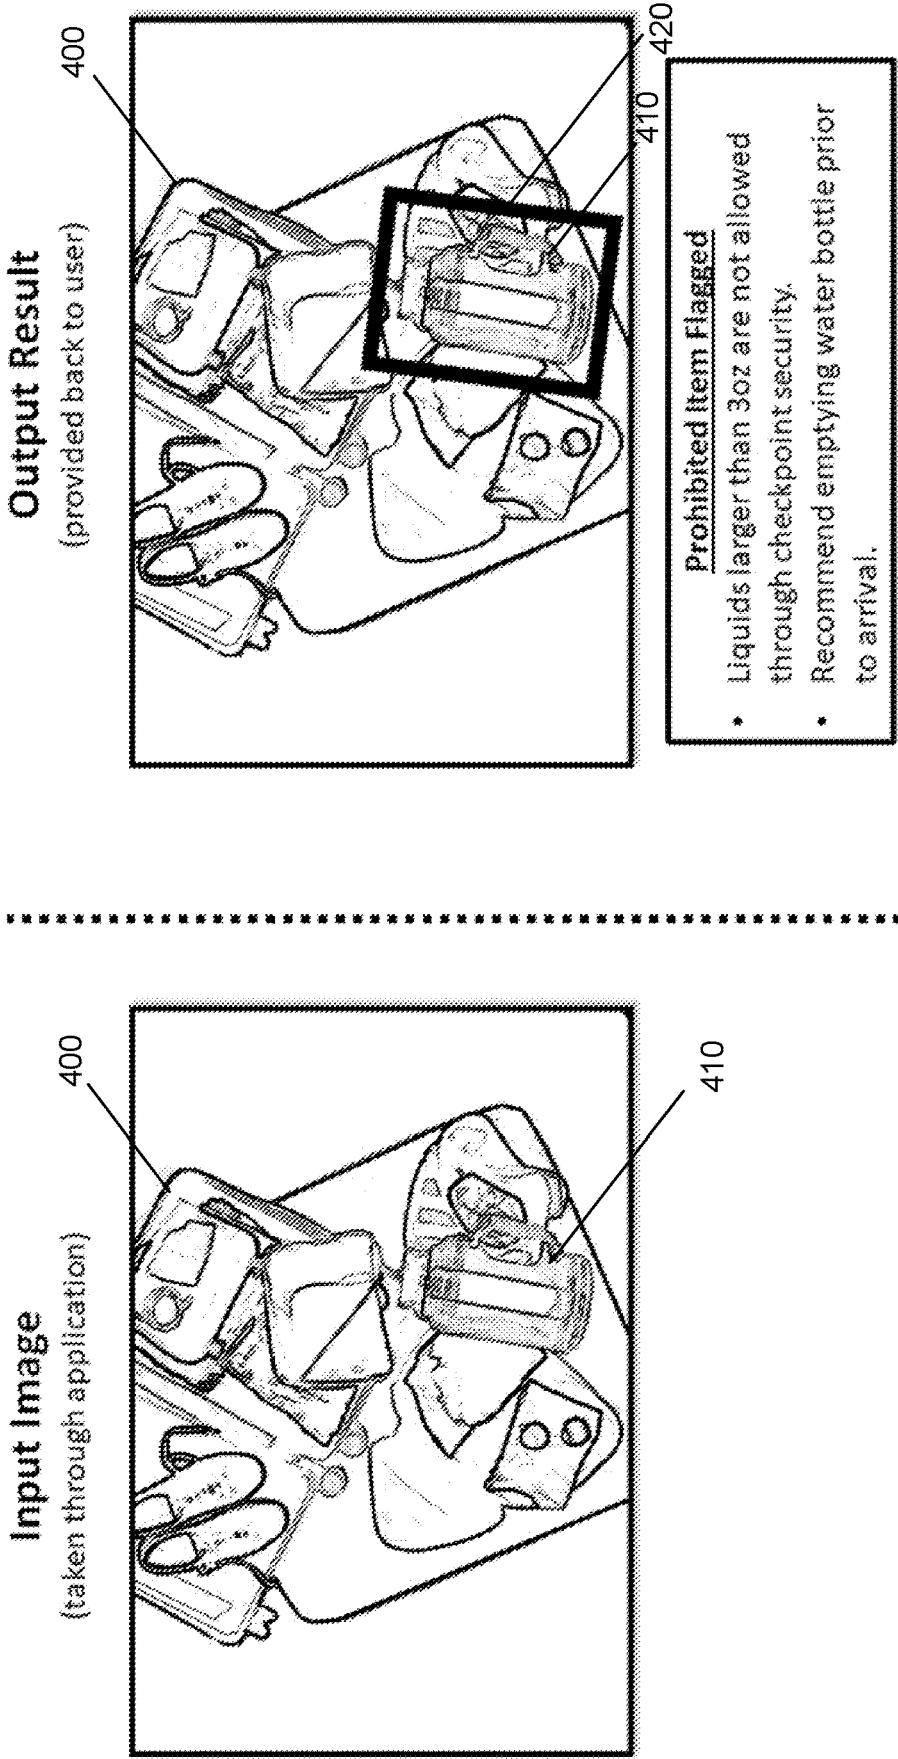 Input Image
(taken through application)
400
410
Output Result
(provided back to user)
400
420
410
Prohibited Item Flagged
• Liquids larger than 3oz are not allowed
through checkpoint security.
• Recommend emptying water bottle prior
to arrival.